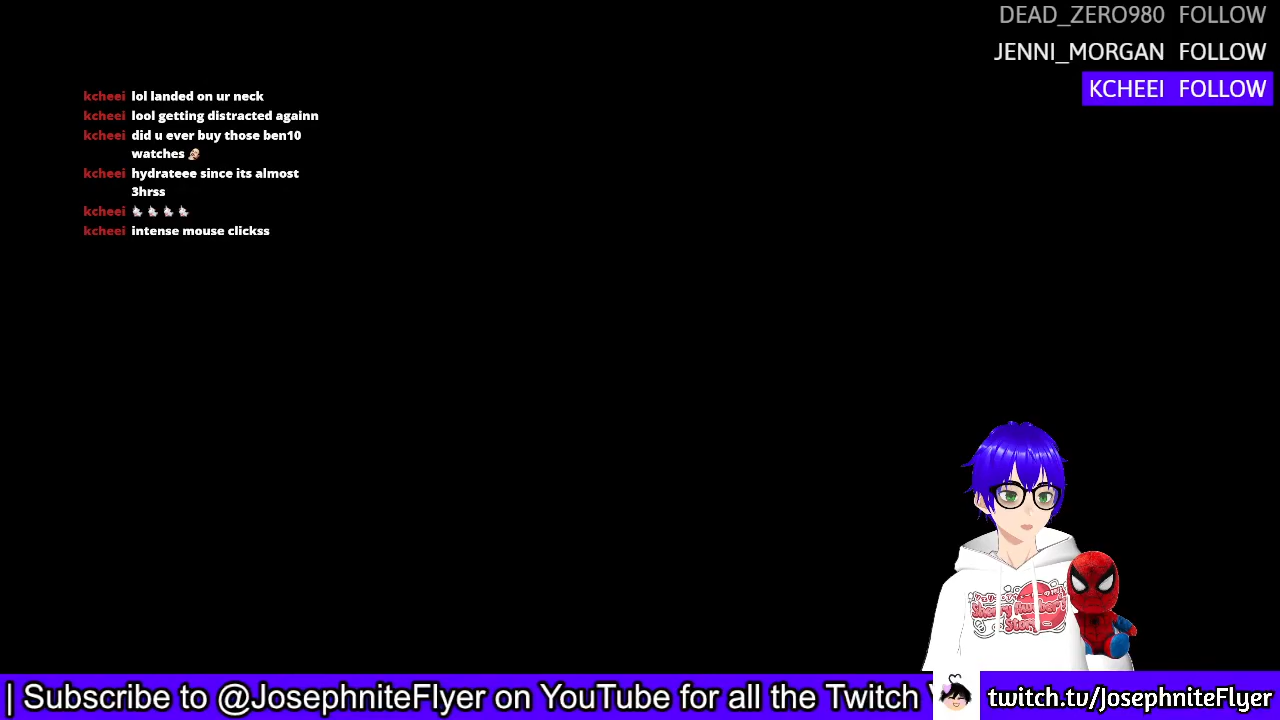 DEAD_ZERO980 FOLLOW
JENNI_MORGAN FOLLOW
KCHEEI FOLLOW
kcheei lol landed on ur neck
kcheei lool getting distracted againn
kcheei did u ever buy those ben10
watches
kcheei hydrateee since its almost
3hrss
kcheei
kcheei intense mouse clickss
| Subscribe to @JosephniteFlyer on YouTube for all the Twitch
twitch.tv/JosephniteFlyer